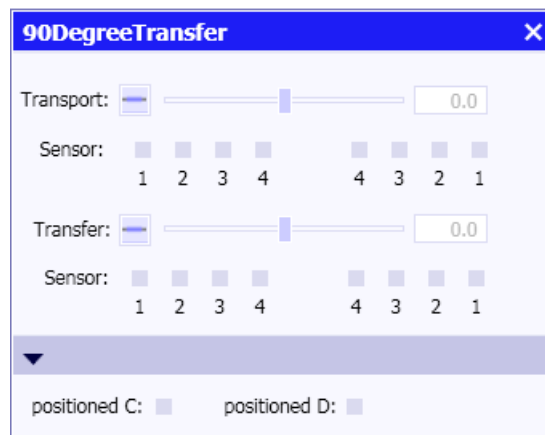 90DegreeTransfer
Transport: 0.0
Sensor:
1 2 3 4 4 3 2 1
Transfer: 0.0
Sensor:
1 2 3 4 4 3 2 1
positioned C: positioned D: